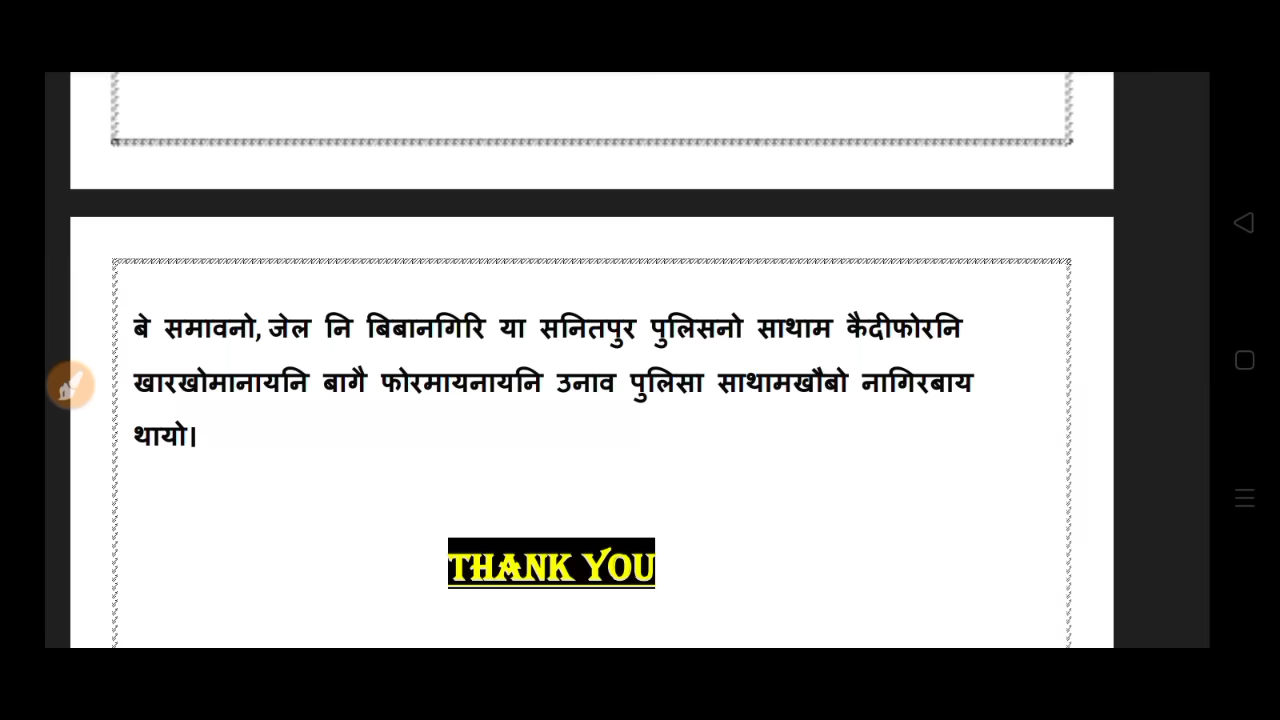 बे समावनो, जेल नि बिबानगिरि या सनितपुर पुलिसनो साथाम कैदीफोरनि
खारखोमानायनि बागै फोरमायनायनि उनाव पुलिसा साथामखौबो नागिरबाय
थायो।
THANK YOU